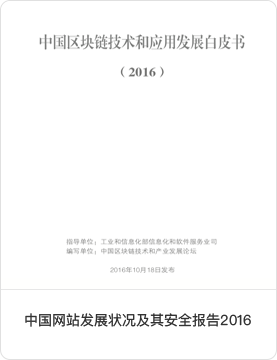 中国区块链技术和应用发展白皮书
（2016）
指导单位：工业和信息化部信息化和软件服务业司
编写单位：中国区块链技术和产业发展论坛
2016年10月18日发布
中国网站发展状况及其安全报告2016